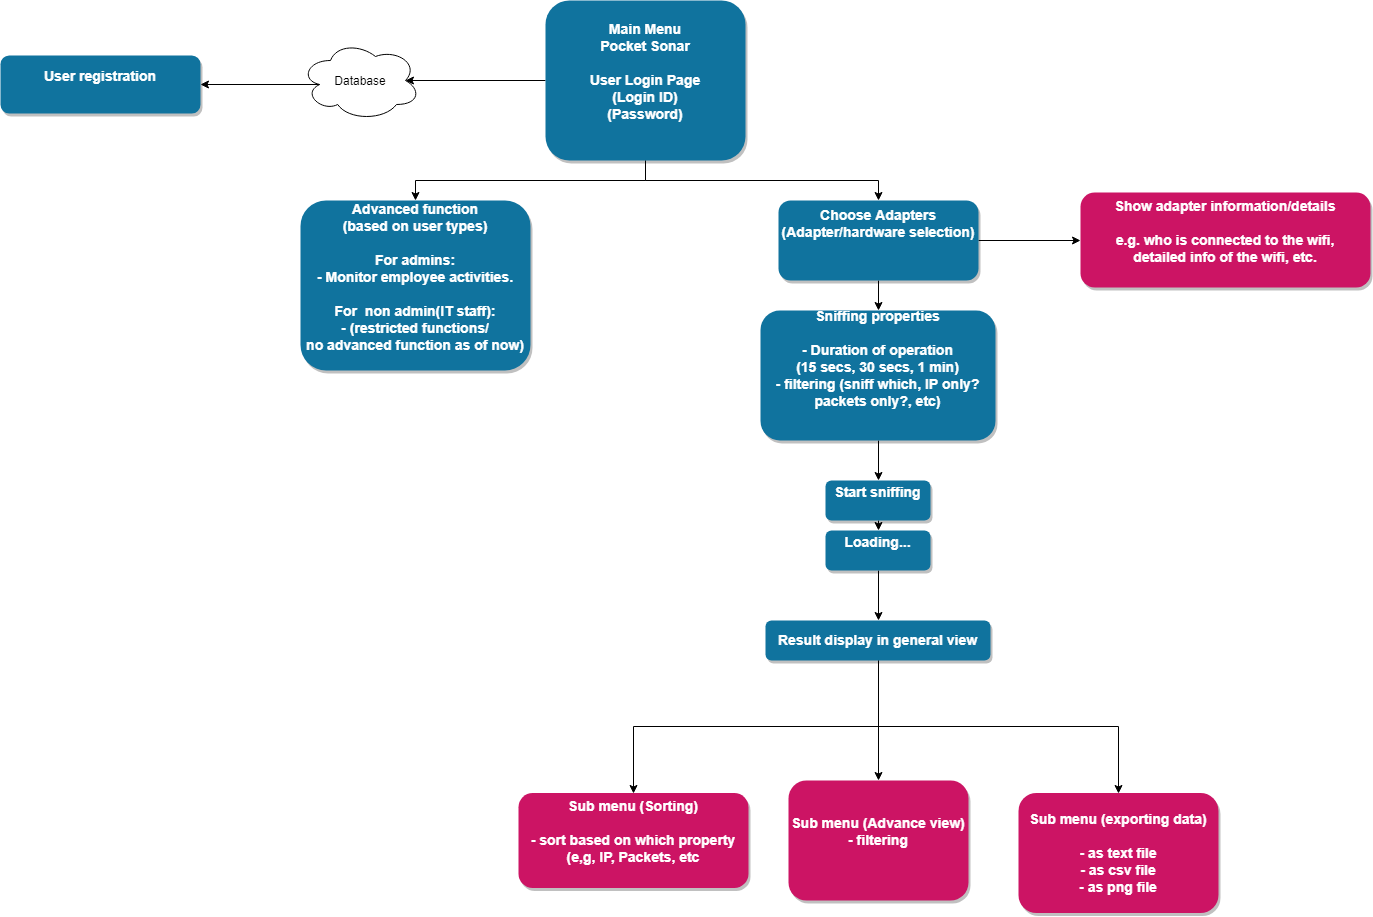 Main Menu
Pocket Sonar
User Login Page
(Login ID)
(Password)
Database
User registration
Advanced function
(based on user types)
For admins:
- Monitor employee activities.
For  non admin(IT staff):
- (restricted functions/
no advanced function as of now)
Choose Adapters
(Adapter/hardware selection)
Show adapter information/details
e.g. who is connected to the wifi,
detailed info of the wifi, etc.
Sniffing properties
- Duration of operation
(15 secs, 30 secs, 1 min)
- filtering (sniff which, IP only?
packets only?, etc)
Start sniffing
Loading...
Result display in general view
Sub menu (Sorting)
- sort based on which property
(e,g, IP, Packets, etc
Sub menu (Advance view)
- filtering
Sub menu (exporting data)
- as text file
- as csv file
- as png file